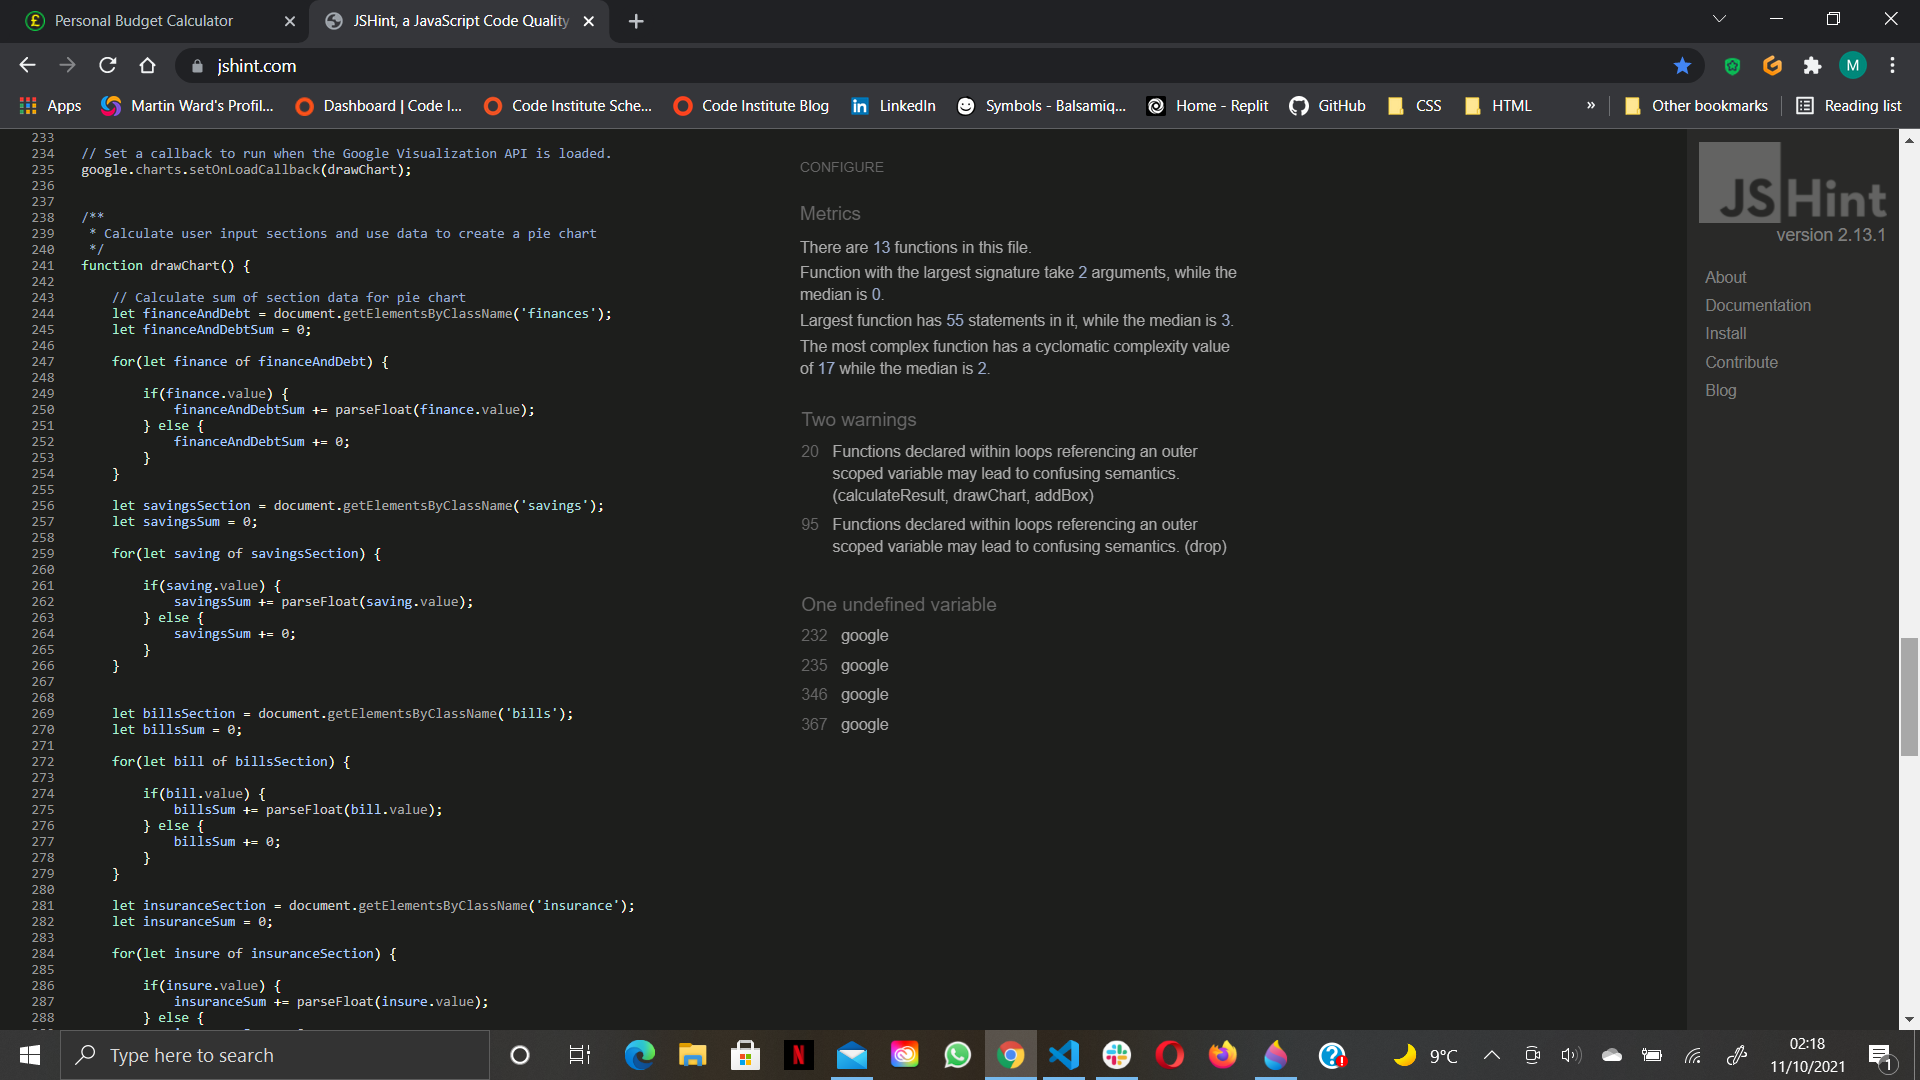 Personal Budget Calculator
JSHint, a JavaScript Code Quality
jshint.com
M
Apps
Martin Ward's Profil...
Dashboard | Code I...
Code Institute Sche...
Code Institute Blog
LinkedIn
Symbols - Balsamiq...
Home - Replit
GitHub
CSS
HTML
»
Other bookmarks
Reading list
233
234 // Set a callback to run when the Google Visualization API is loaded.
235 google.charts.setOnLoadCallback(drawChart);
236
237
238 /**
239 * Calculate user input sections and use data to create a pie chart
240 */
241 function drawChart() {
242
243 // Calculate sum of section data for pie chart
244 let financeAndDebt = document.getElementsByClassName('finances');
245 let financeAndDebtSum = 0;
246
247 for(let finance of financeAndDebt) {
248
249 if(finance.value) {
250 financeAndDebtSum += parseFloat(finance.value);
251 } else {
252 financeAndDebtSum += 0;
253 }
254 }
255
256 let savingsSection = document.getElementsByClassName('savings');
257 let savingsSum = 0;
258
259 for(let saving of savingsSection) {
260
261 if(saving.value) {
262 savingsSum += parseFloat(saving.value);
263 } else {
264 savingsSum += 0;
265 }
266 }
267
268
269 let billsSection = document.getElementsByClassName('bills');
270 let billsSum = 0;
271
272 for(let bill of billsSection) {
273
274 if(bill.value) {
275 billsSum += parseFloat(bill.value);
276 } else {
277 billsSum += 0;
278 }
279 }
280
281 let insuranceSection = document.getElementsByClassName('insurance');
282 let insuranceSum = 0;
283
284 for(let insure of insuranceSection) {
285
286 if(insure.value) {
287 insuranceSum += parseFloat(insure.value);
288 } else {
CONFIGURE
Metrics
There are 13 functions in this file.
Function with the largest signature take 2 arguments, while the
median is 0.
Largest function has 55 statements in it, while the median is 3.
The most complex function has a cyclomatic complexity value
of 17 while the median is 2.
Two warnings
20 Functions declared within loops referencing an outer
scoped variable may lead to confusing semantics.
(calculateResult, drawChart, addBox)
95 Functions declared within loops referencing an outer
scoped variable may lead to confusing semantics. (drop)
One undefined variable
232 google
235 google
346 google
367 google
JSHint
version 2.13.1
About
Documentation
Install
Contribute
Blog
Type here to search
9°C
02:18
11/10/2021
1